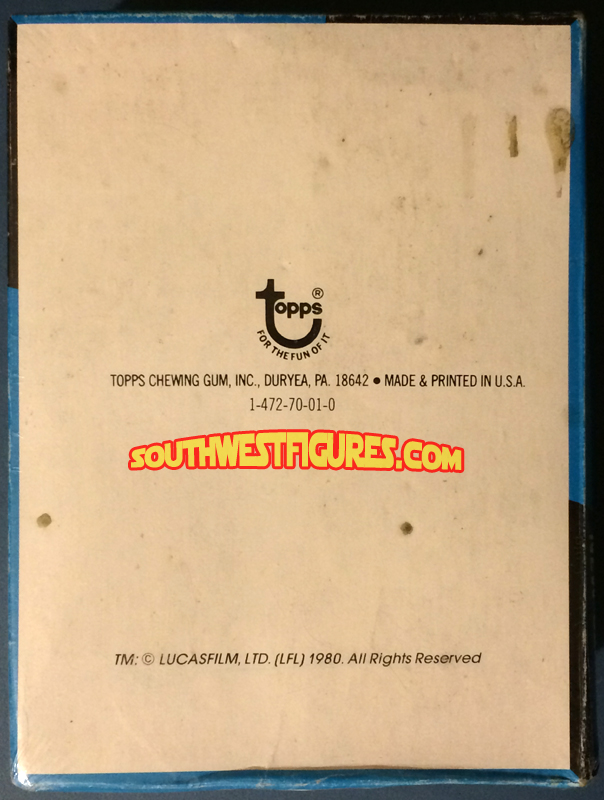 topps®
FOR THE FUN OF IT
TOPPS CHEWING GUM, INC., DURYEA, PA. 18642 • MADE & PRINTED IN U.S.A.
1-472-70-01-0
SOUTHWESTFIGURES.COM
TM: © LUCASFILM, LTD. (LFL) 1980. All Rights Reserved